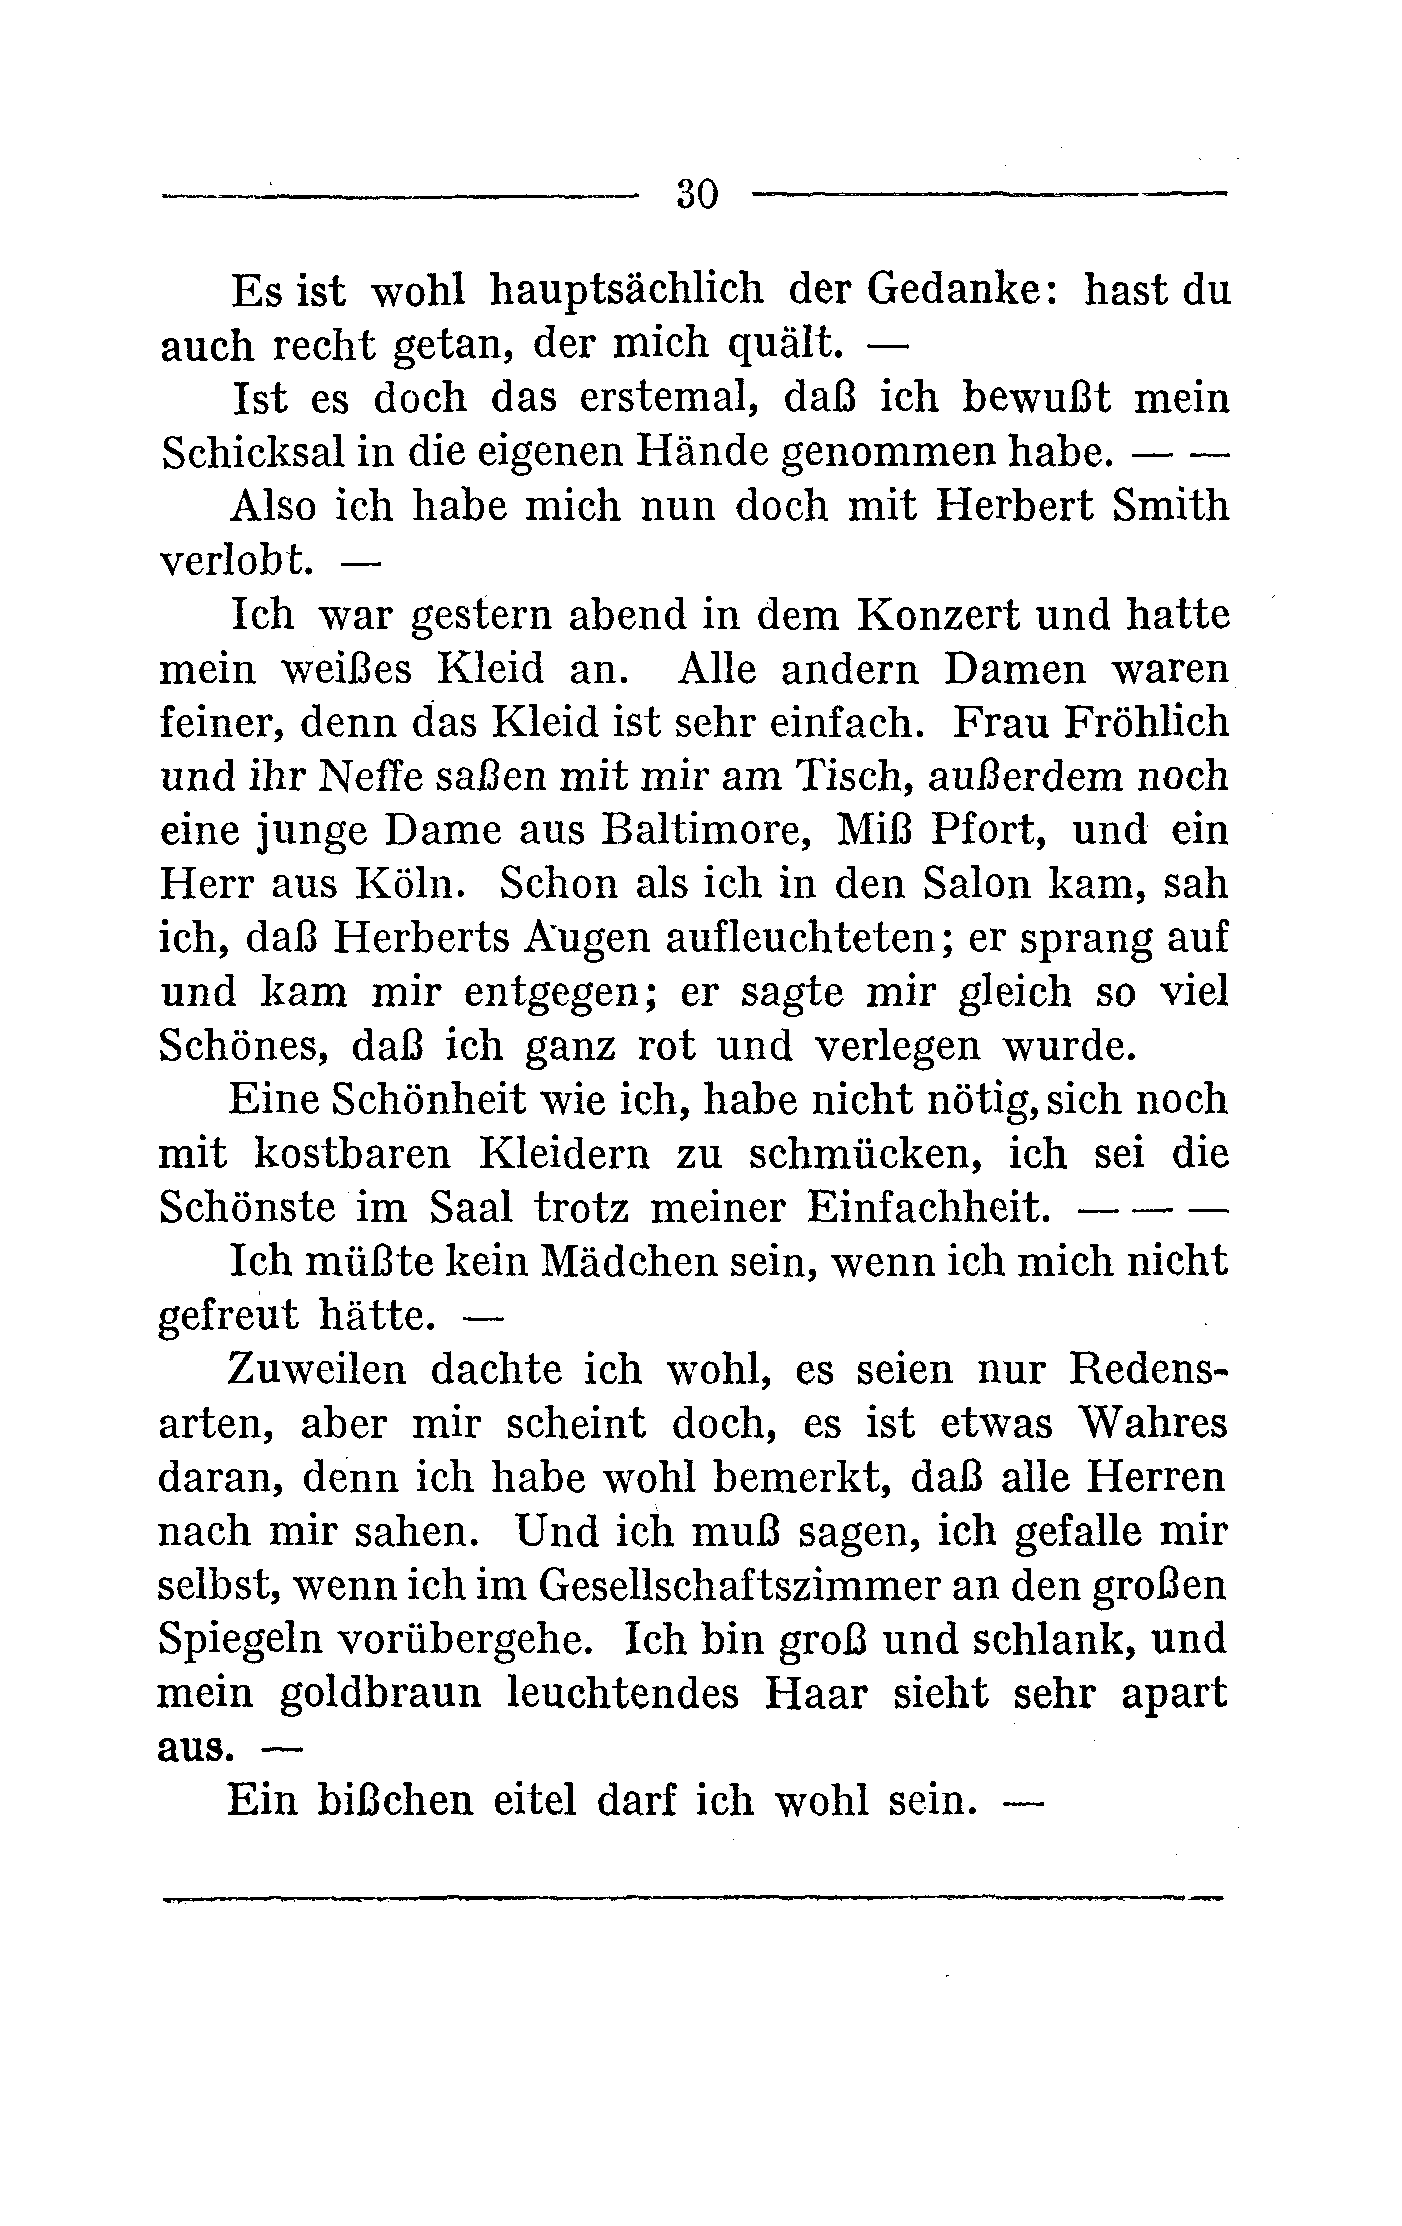 30
Es ist wohl hauptsächlich der Gedanke: hast du
auch recht getan, der mich quält. —
Ist es doch das erstemal, daß ich bewußt mein
Schicksal in die eigenen Hände genommen habe. — —
Also ich habe mich nun doch mit Herbert Smith
verlobt. —
Ich war gestern abend in dem Konzert und hatte
mein weißes Kleid an. Alle andern Damen waren
feiner, denn das Kleid ist sehr einfach. Frau Fröhlich
und ihr Neffe saßen mit mir am Tisch, außerdem noch
eine junge Dame aus Baltimore, Miß Pfort, und ein
Herr aus Köln. Schon als ich in den Salon kam, sah
ich, daß Herberts Augen aufleuchteten; er sprang auf
und kam mir entgegen; er sagte mir gleich so viel
Schönes, daß ich ganz rot und verlegen wurde.
Eine Schönheit wie ich, habe nicht nötig, sich noch
mit kostbaren Kleidern zu schmücken, ich sei die
Schönste im Saal trotz meiner Einfachheit. — — —
Ich müßte kein Mädchen sein, wenn ich mich nicht
gefreut hätte. —
Zuweilen dachte ich wohl, es seien nur Redens-
arten, aber mir scheint doch, es ist etwas Wahres
daran, denn ich habe wohl bemerkt, daß alle Herren
nach mir sahen. Und ich muß sagen, ich gefalle mir
selbst, wenn ich im Gesellschaftszimmer an den großen
Spiegeln vorübergehe. Ich bin groß und schlank, und
mein goldbraun leuchtendes Haar sieht sehr apart
aus. —
Ein bißchen eitel darf ich wohl sein. —